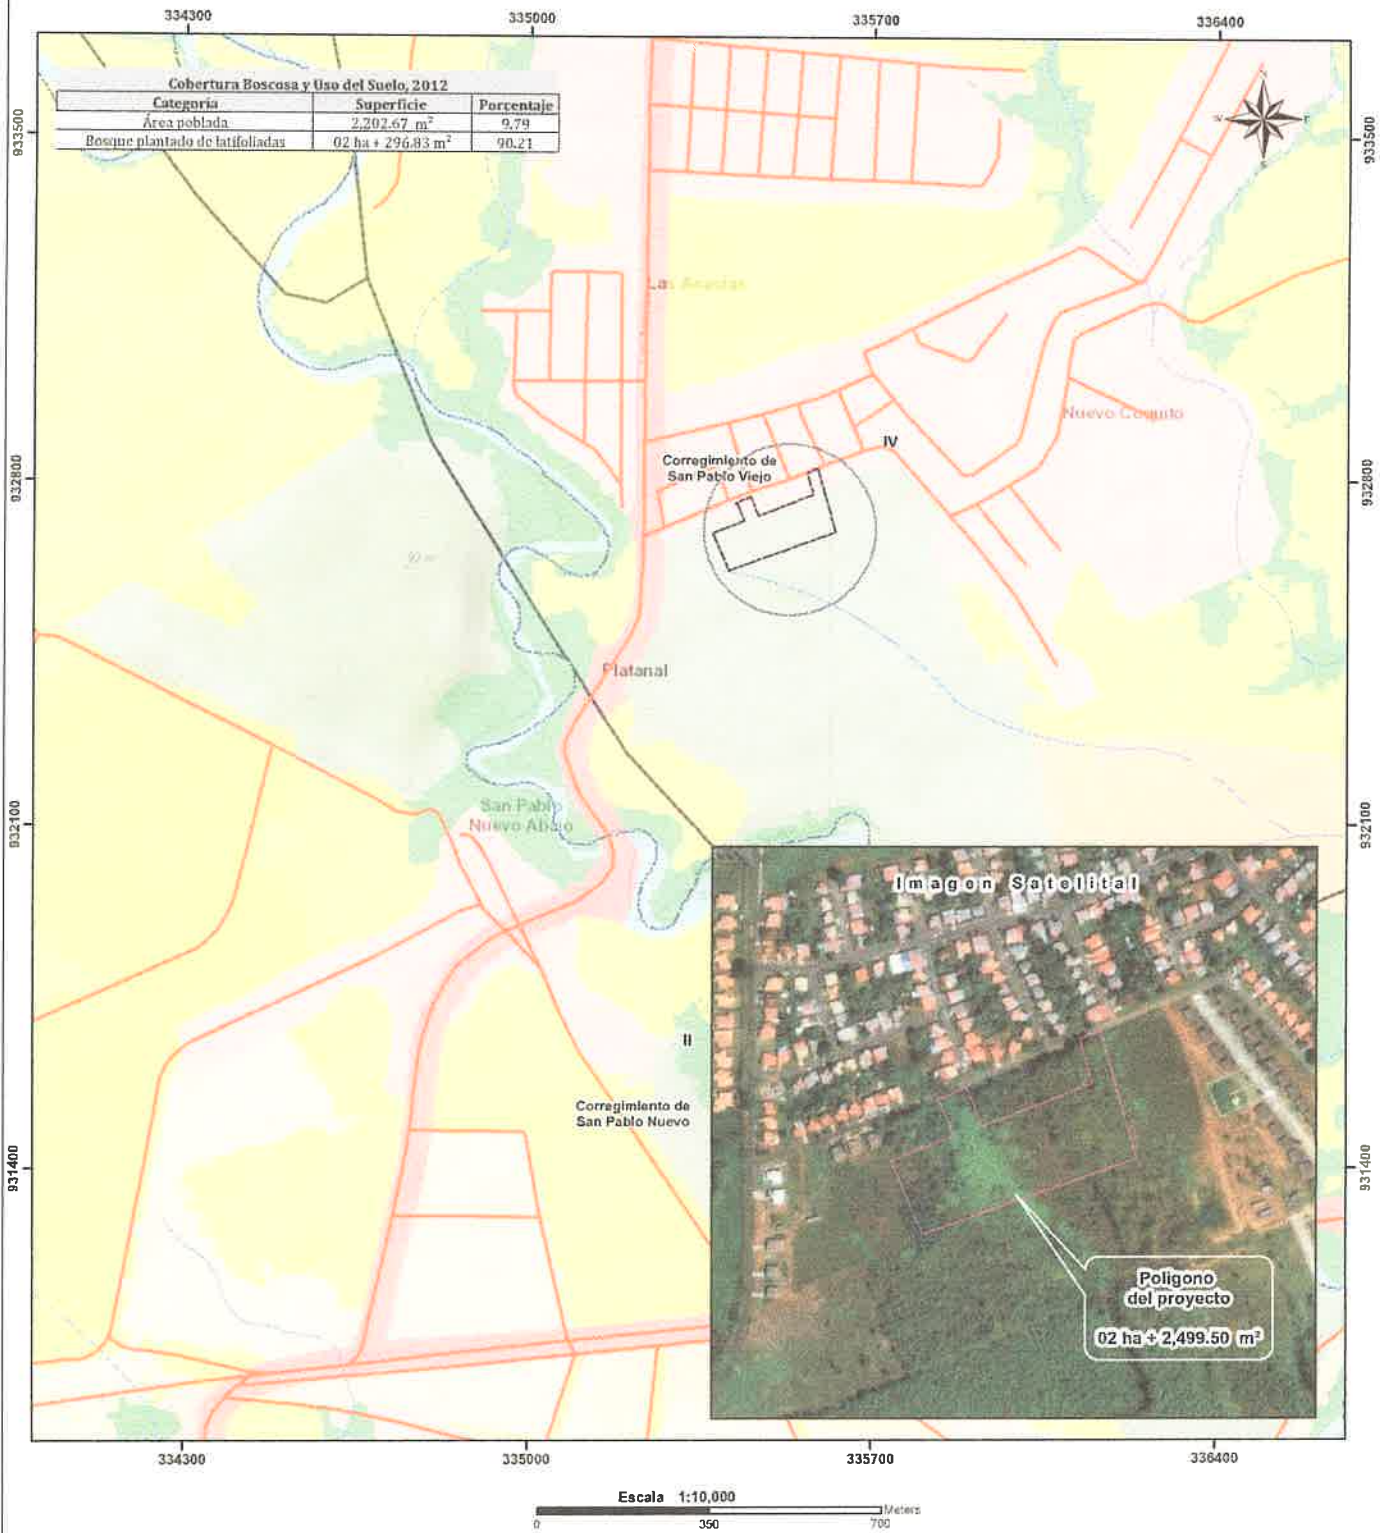 334300 335000 335700 336400
Cobertura Boscosa y Uso del Suelo, 2012
Categoría Superficie Porcentaje
Área poblada 2,202.67 m² 9.79
Bosque plantado de latifoliadas 02 ha + 296.83 m² 90.21
N
W E
S
933500 933500
Las Acacias
Nuevo Coquito
IV
Corregimiento de
San Pablo Viejo
932800 932800
Platanal
San Pablo
Nuevo Abajo
932100 932100
Imagen Satelital
II
Corregimiento de
San Pablo Nuevo
931400 931400
Polígono
del proyecto
02 ha + 2,499.50 m²
334300 335000 335700 336400
Escala 1:10,000
Meters
0 350 700